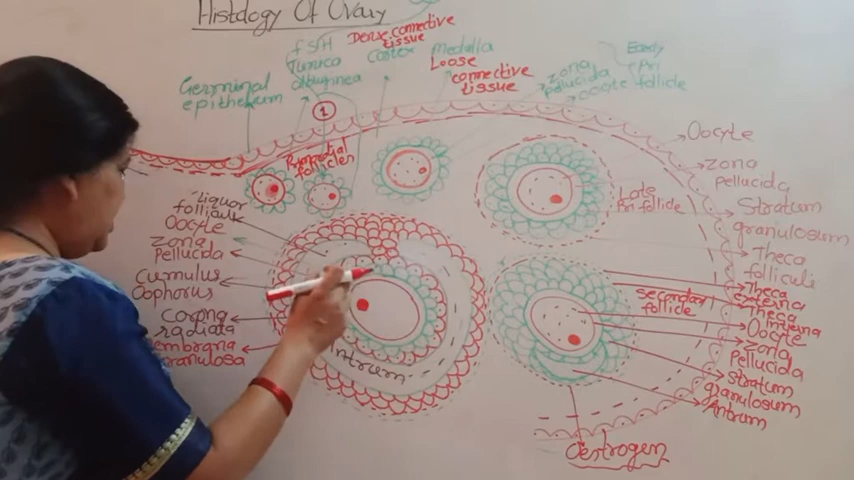 Histology Of Ovary
FSH
Tunica
albuginea
Dense connective
tissue
Cortex
Medulla
Loose
connective
tissue
Germinal
epithelium
zona
pellucida
oocyte
Early
Pri
follicle
1
Primordial
follicles
Oocyte
zona
Pellucida
Stratum
granulosum
Theca
folliculi
Late
Pri follicle
Liquor
folliculi
Oocyte
Zona
Pellucida
Cumulus
Oophorus
Corona
radiata
embrana
ranulosa
Antrum
secondary
follicle
Theca
externa
Theca
interna
Oocyte
zona
Pellucida
Stratum
granulosum
Antrum
Oestrogen